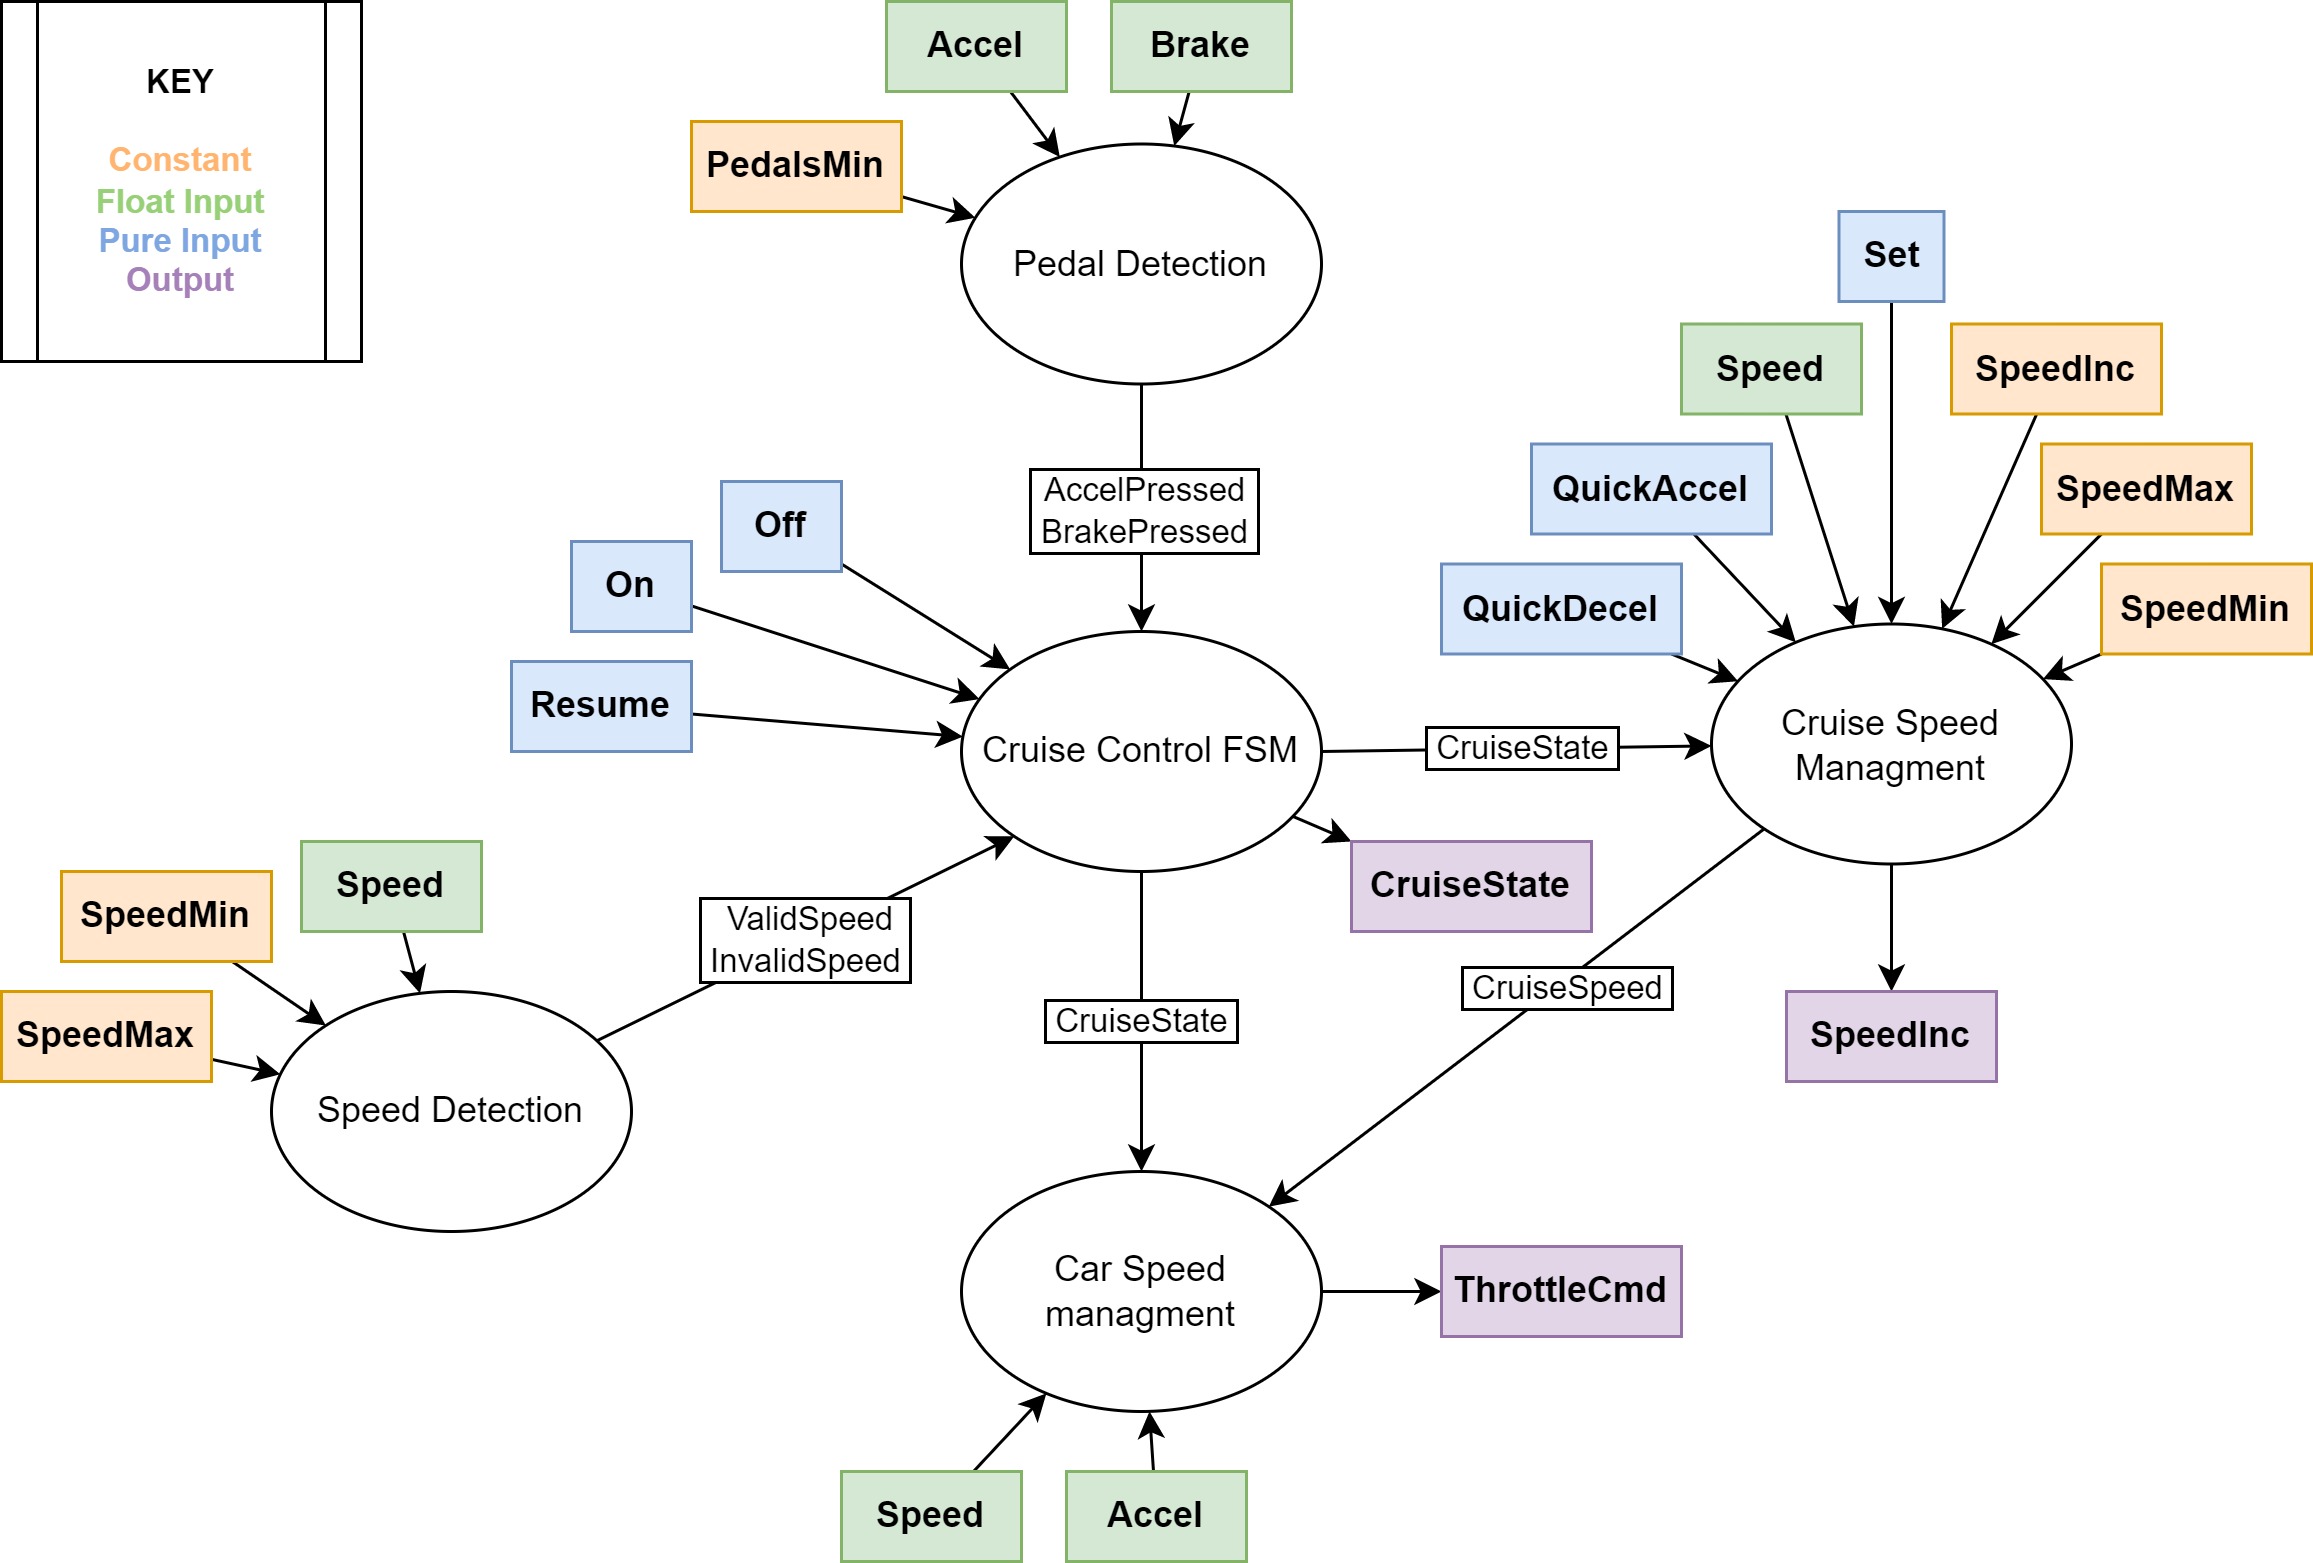 KEY
Constant
Float Input
Pure Input
Output
Accel
Brake
PedalsMin
Pedal Detection
AccelPressed
BrakePressed
Off
On
Resume
Cruise Control FSM
CruiseState
CruiseState
Set
Speed
SpeedInc
QuickAccel
SpeedMax
QuickDecel
SpeedMin
Cruise Speed
Managment
Speed
SpeedMin
SpeedMax
Speed Detection
ValidSpeed
InvalidSpeed
CruiseState
CruiseSpeed
SpeedInc
Car Speed
managment
ThrottleCmd
Speed
Accel